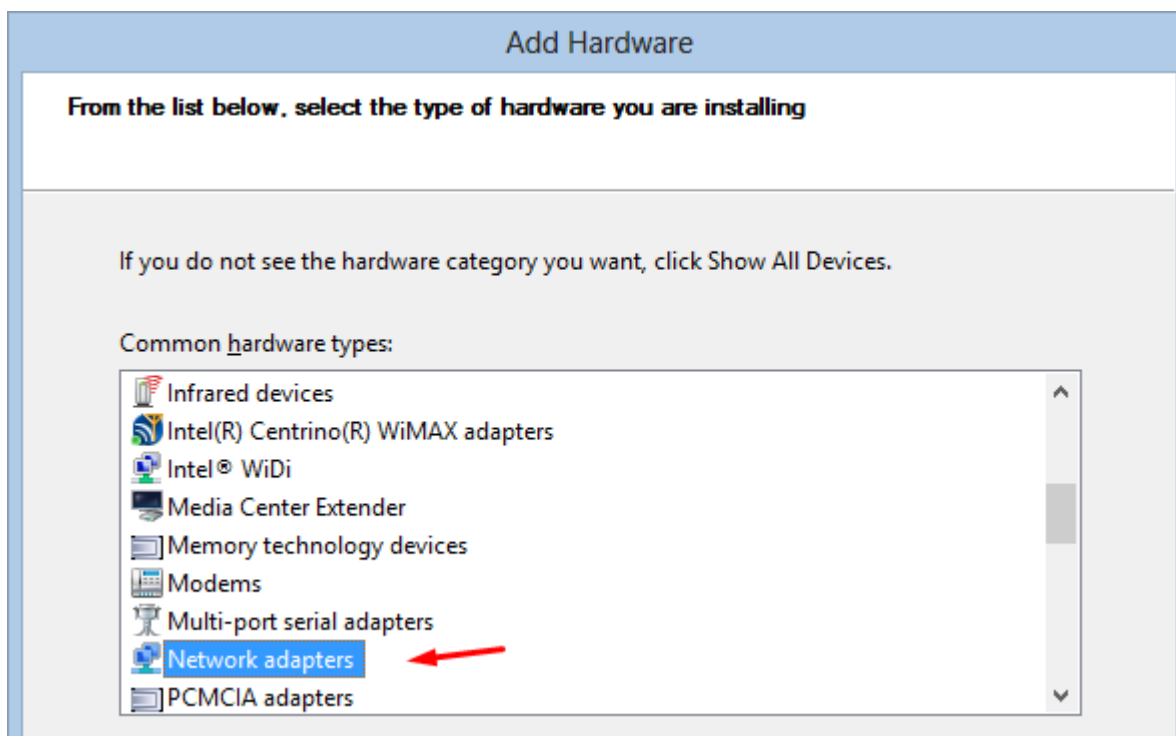 Add Hardware
From the list below, select the type of hardware you are installing
If you do not see the hardware category you want, click Show All Devices.
Common hardware types:
Infrared devices
Intel(R) Centrino(R) WiMAX adapters
Intel® WiDi
Media Center Extender
Memory technology devices
Modems
Multi-port serial adapters
Network adapters
PCMCIA adapters